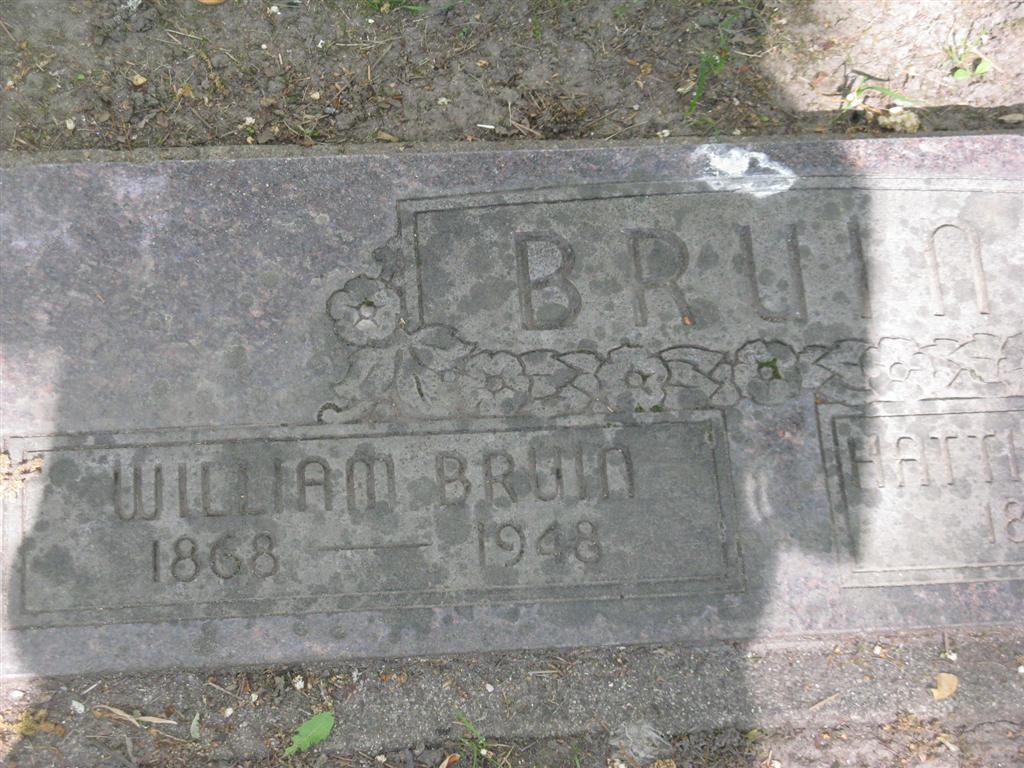 BRUIN
WILLIAM BRUIN
1868 — 1948